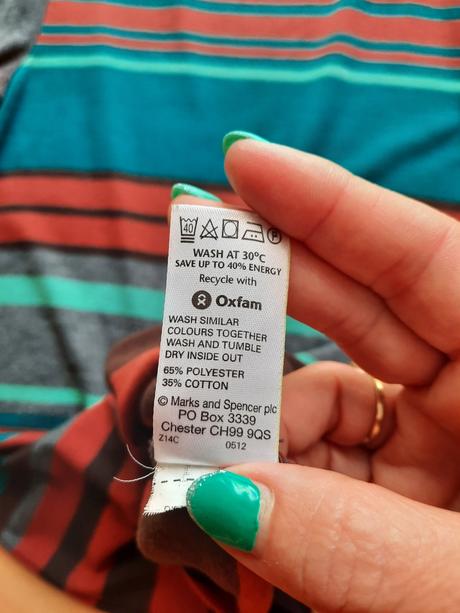 40
WASH AT 30ºC
SAVE UP TO 40% ENERGY
Recycle with
Oxfam
WASH SIMILAR
COLOURS TOGETHER
WASH AND TUMBLE
DRY INSIDE OUT
65% POLYESTER
35% COTTON
© Marks and Spencer plc
PO Box 3339
Chester CH99 9QS
Z14C 0512